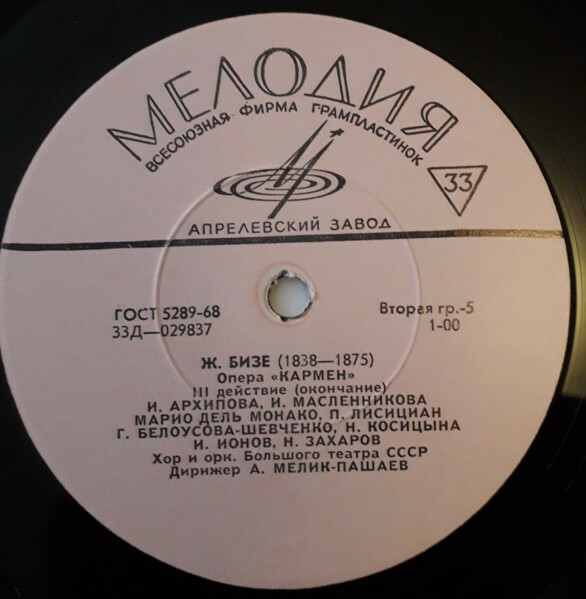 МЕЛОДИЯ
ВСЕСОЮЗНАЯ ФИРМА ГРАМПЛАСТИНОК
33
АПРЕЛЕВСКИЙ ЗАВОД
ГОСТ 5289-68
33Д—029837
Вторая гр.-5
1-00
Ж. БИЗЕ (1838—1875)
Опера «КАРМЕН»
III действие (окончание)
И. АРХИПОВА, И. МАСЛЕННИКОВА
МАРИО ДЕЛЬ МОНАКО, П. ЛИСИЦИАН
Г. БЕЛОУСОВА-ШЕВЧЕНКО, Н. КОСИЦЫНА
И. ИОНОВ, Н. ЗАХАРОВ
Хор и орк. Большого театра СССР
Дирижер А. МЕЛИК-ПАШАЕВ